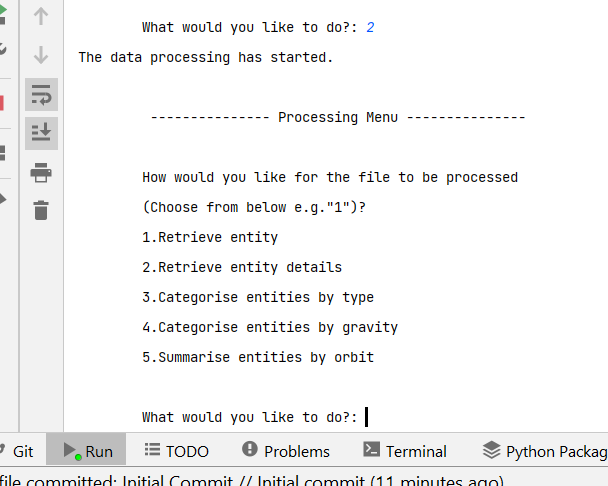 What would you like to do?: 2
The data processing has started.
--------------- Processing Menu ---------------
How would you like for the file to be processed
(Choose from below e.g."1")?
1.Retrieve entity
2.Retrieve entity details
3.Categorise entities by type
4.Categorise entities by gravity
5.Summarise entities by orbit
What would you like to do?:
Git Run TODO Problems Terminal Python Packag
file committed: Initial Commit // Initial commit (11 minutes ago)